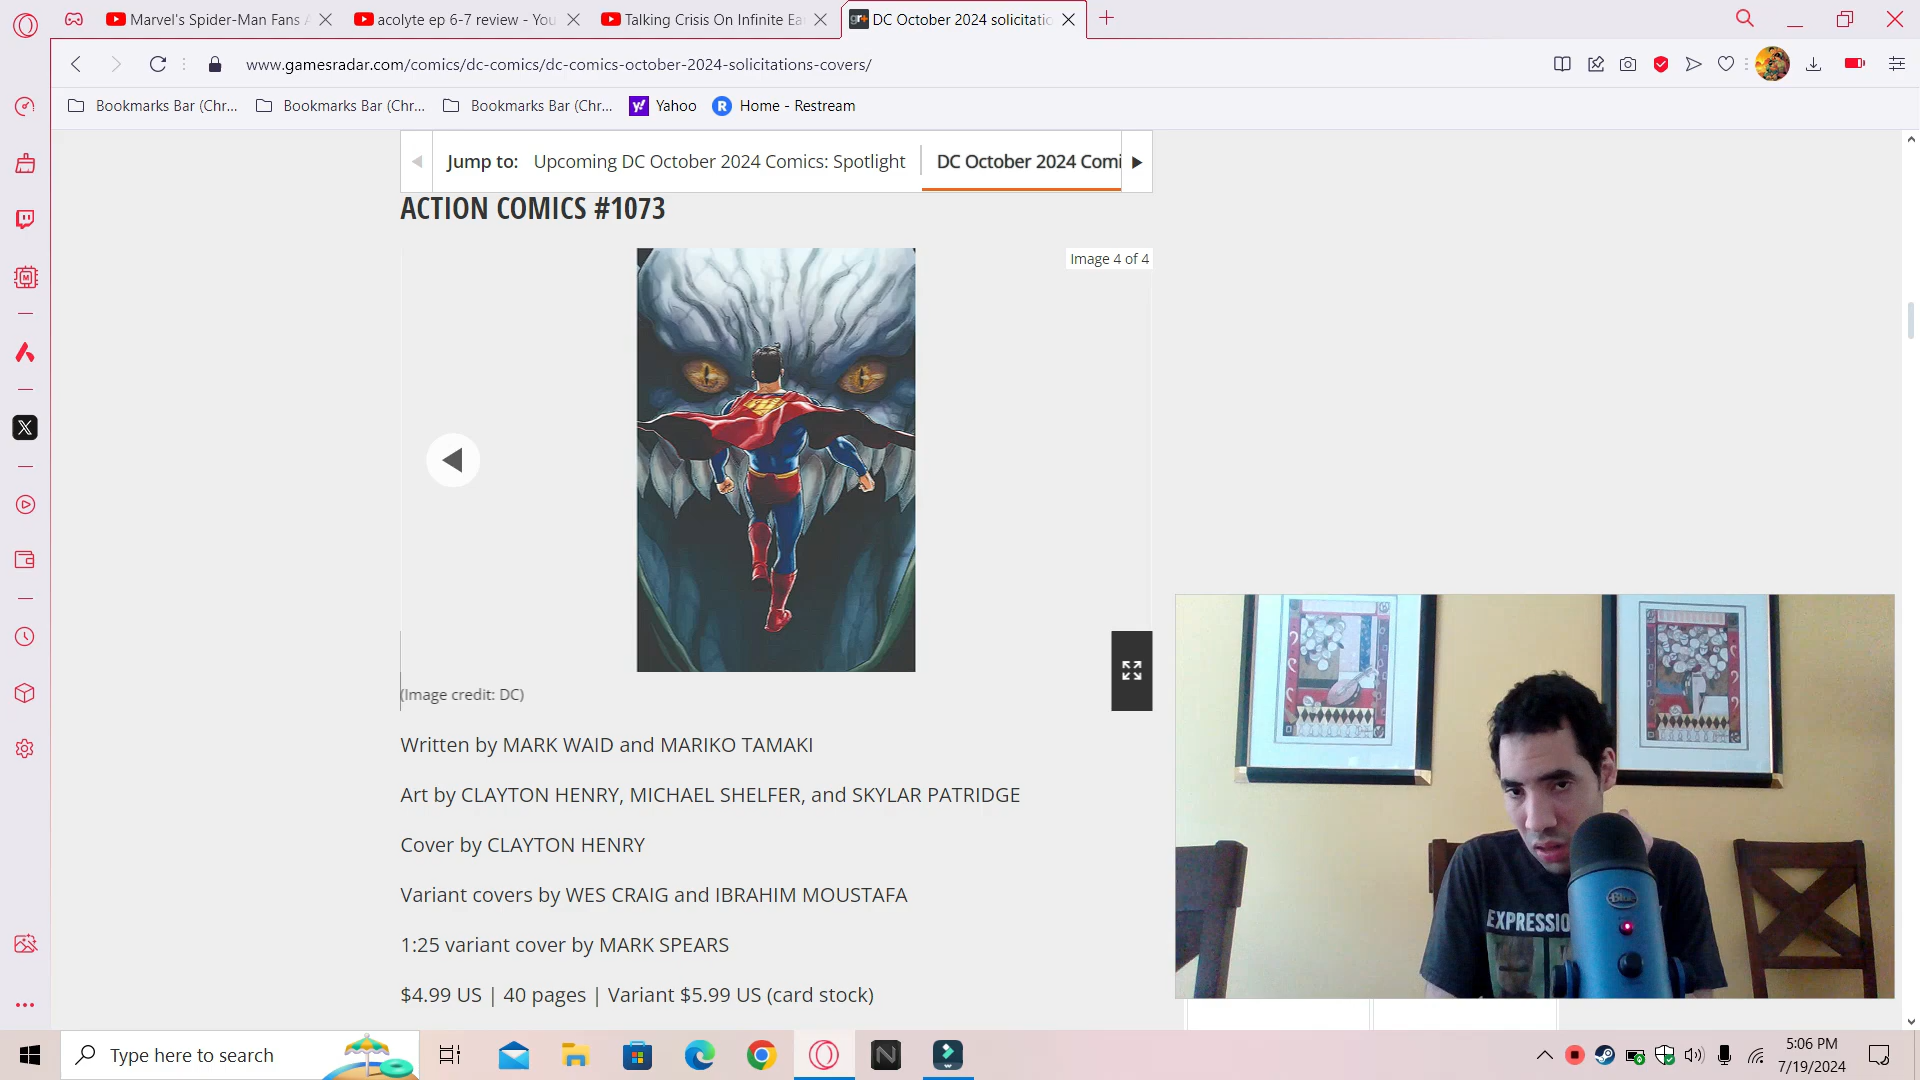 Marvel's Spider-Man Fans
acolyte ep 6-7 review - You
Talking Crisis On Infinite Ea
DC October 2024 solicitatio
www.gamesradar.com/comics/dc-comics/dc-comics-october-2024-solicitations-covers/
Bookmarks Bar (Chr...
Bookmarks Bar (Chr...
Bookmarks Bar (Chr...
Yahoo
Home - Restream
Jump to: Upcoming DC October 2024 Comics: Spotlight
DC October 2024 Comi
ACTION COMICS #1073
Image 4 of 4
(Image credit: DC)
Written by MARK WAID and MARIKO TAMAKI
Art by CLAYTON HENRY, MICHAEL SHELFER, and SKYLAR PATRIDGE
Cover by CLAYTON HENRY
Variant covers by WES CRAIG and IBRAHIM MOUSTAFA
1:25 variant cover by MARK SPEARS
$4.99 US | 40 pages | Variant $5.99 US (card stock)
EXPRESSIO
Blue
Type here to search
5:06 PM
7/19/2024